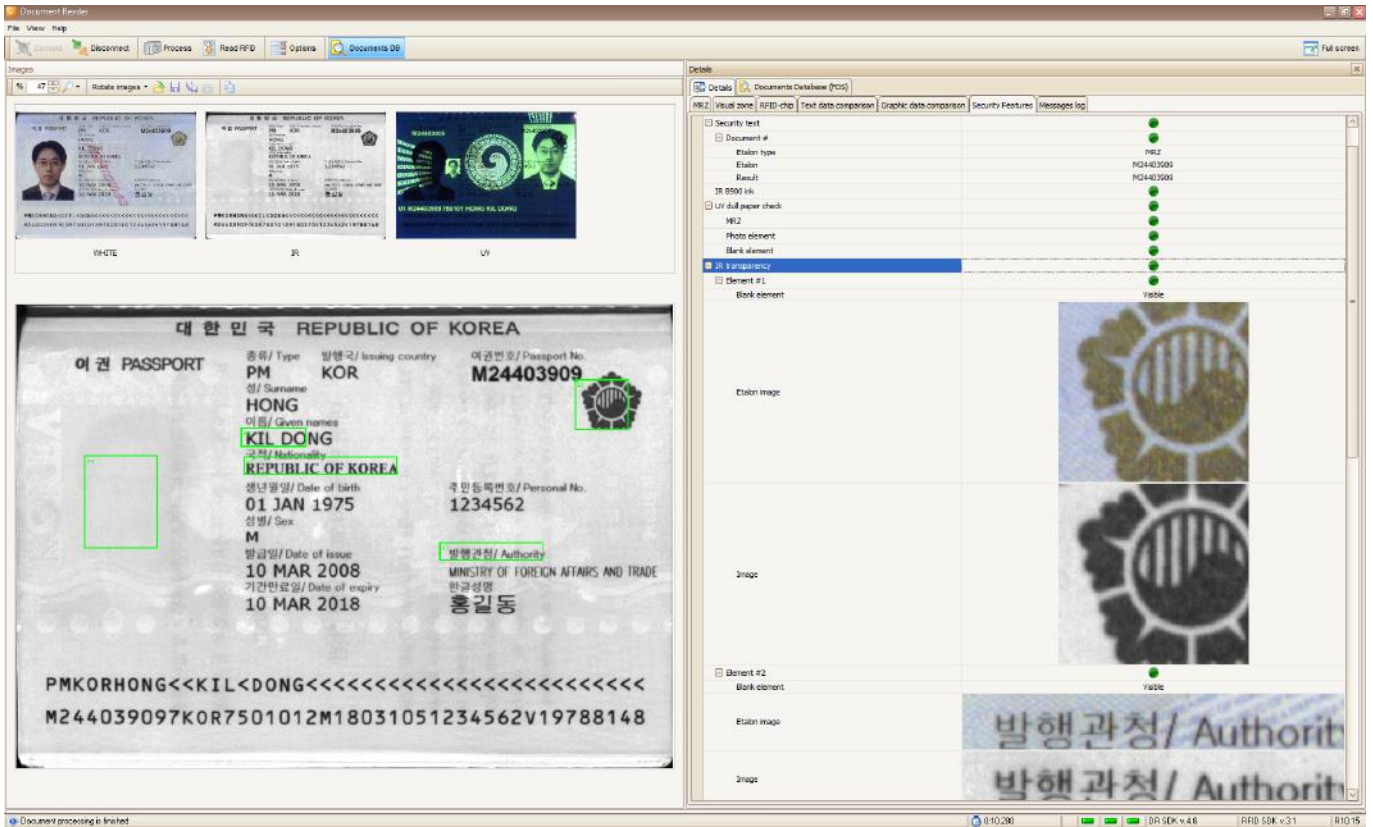 Document Reader
File View Help
Connect Disconnect Process Read RFID Options Documents DB Full screen
Images
% 47 Rotate images
WHITE IR UV
대 한 민 국 REPUBLIC OF KOREA
여 권 PASSPORT
종류/ Type 발행국/ Issuing country 여권번호/ Passport No.
PM KOR M24403909
성/ Surname
HONG
이름/ Given names
KIL DONG
국적/ Nationality
REPUBLIC OF KOREA
생년월일/ Date of birth 주민등록번호/ Personal No.
01 JAN 1975 1234562
성별/ Sex
M
발급일/ Date of issue 발행관청/ Authority
10 MAR 2008 MINISTRY OF FOREIGN AFFAIRS AND TRADE
기간만료일/ Date of expiry 한글성명
10 MAR 2018 홍길동
PMKORHONG<<KIL<DONG<<<<<<<<<<<<<<<<<<<<<<<<<
M244039097KOR7501012M18031051234562V19788148
Details
Details Documents Database (PDS)
MRZ Visual zone RFID-chip Text data comparison Graphic data comparison Security Features Messages log
Security text
Document #
Etalon type MRZ
Etalon M24403909
Result M24403909
IR B900 ink
UV dull paper check
MRZ
Photo element
Blank element
IR transparency
Element #1
Blank element Visible
Etalon image
Image
Element #2
Blank element Visible
Etalon image 발행관청/ Authorit
Image 발행관청/ Authorit
Document processing is finished 0:10.280 DR SDK v.4.8 RFID SDK v.3.1 R10.15